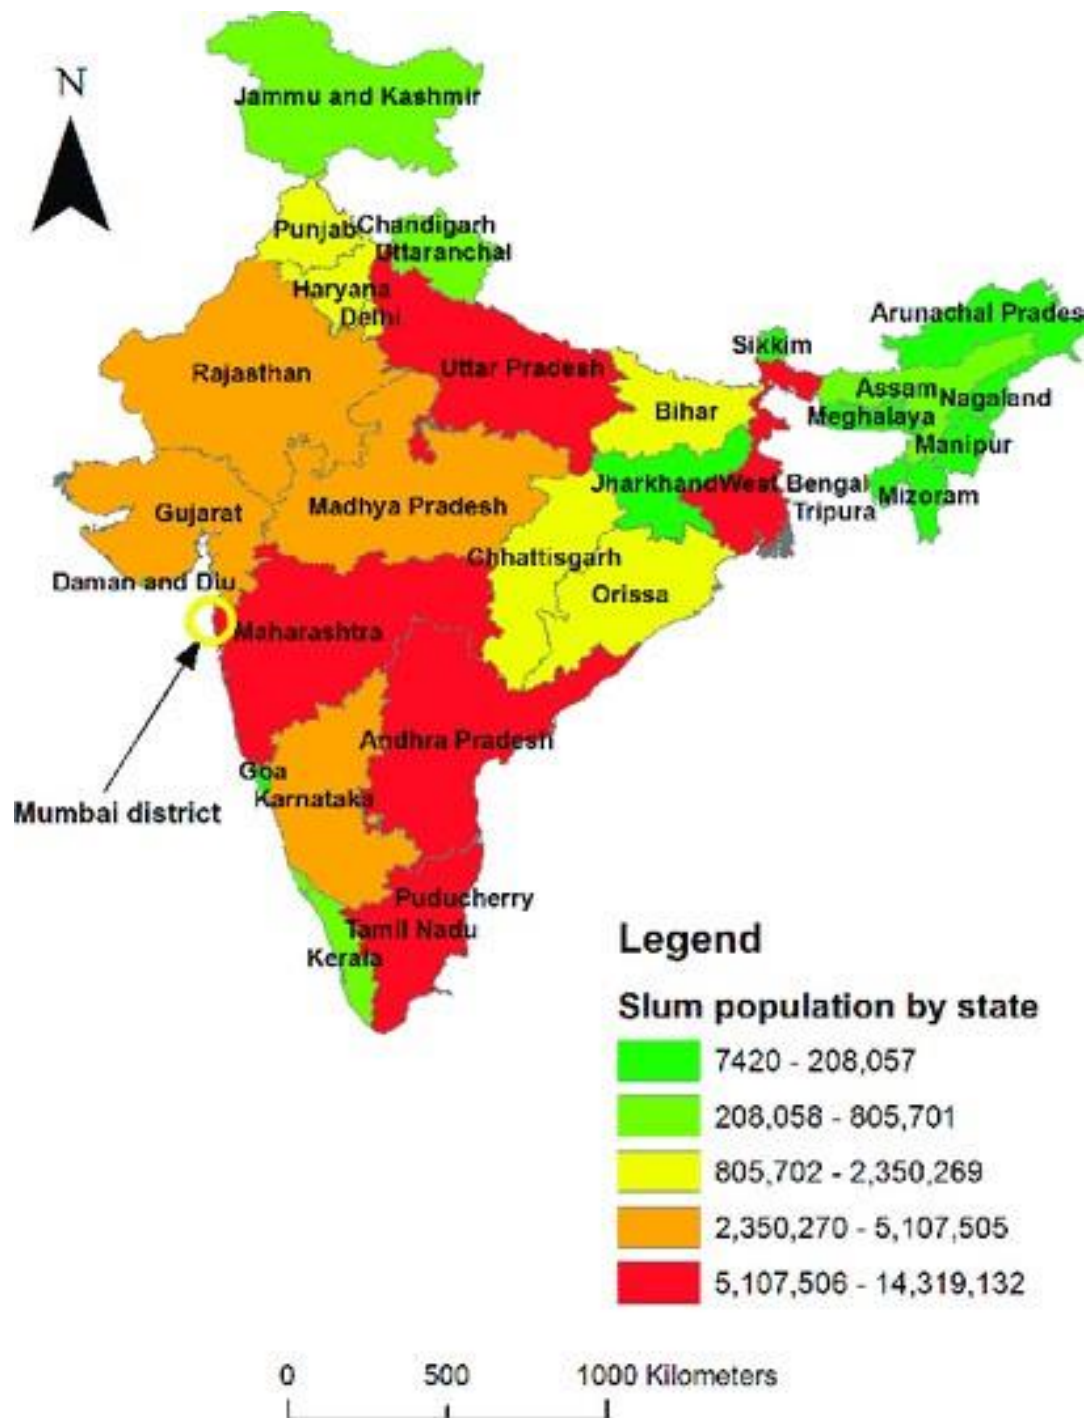 N
Jammu and Kashmir
Punjab
Chandigarh
Uttaranchal
Haryana
Delhi
Arunachal Prades
Sikkim
Rajasthan
Uttar Pradesh
Assam
Nagaland
Bihar
Meghalaya
Manipur
Jharkhand
West Bengal
Mizoram
Tripura
Gujarat
Madhya Pradesh
Chhattisgarh
Daman and Diu
Orissa
Maharashtra
Andhra Pradesh
Goa
Karnataka
Mumbai district
Puducherry
Tamil Nadu
Kerala
Legend
Slum population by state
7420 - 208,057
208,058 - 805,701
805,702 - 2,350,269
2,350,270 - 5,107,505
5,107,506 - 14,319,132
0 500 1000 Kilometers